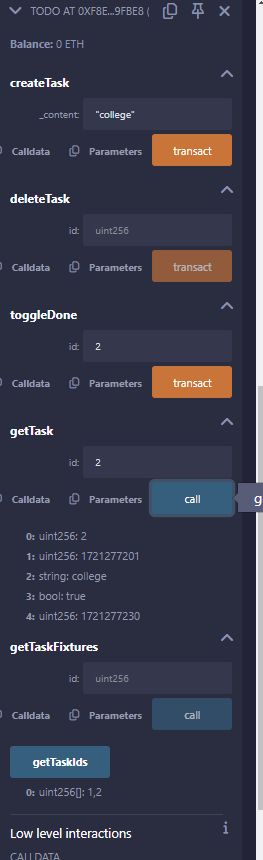 TODO AT 0XF8E...9FBE8 (
Balance: 0 ETH
createTask
_content: "college"
Calldata Parameters transact
deleteTask
id: uint256
Calldata Parameters transact
toggleDone
id: 2
Calldata Parameters transact
getTask
id: 2
Calldata Parameters call g
0: uint256: 2
1: uint256: 1721277201
2: string: college
3: bool: true
4: uint256: 1721277230
getTaskFixtures
id: uint256
Calldata Parameters call
getTaskIds
0: uint256[]: 1,2
Low level interactions i
CALLDATA